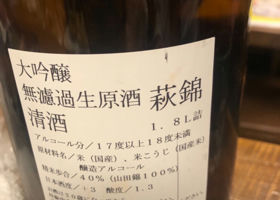 大吟醸
無濾過生原酒 萩錦
清酒 1.8L詰
アルコール分/17度以上18度未満
原材料名/米(国産)、米こうじ(国産米)
醸造アルコール
精米歩合/40%(山田錦100%)
日本酒度/+3 酸度/1.3